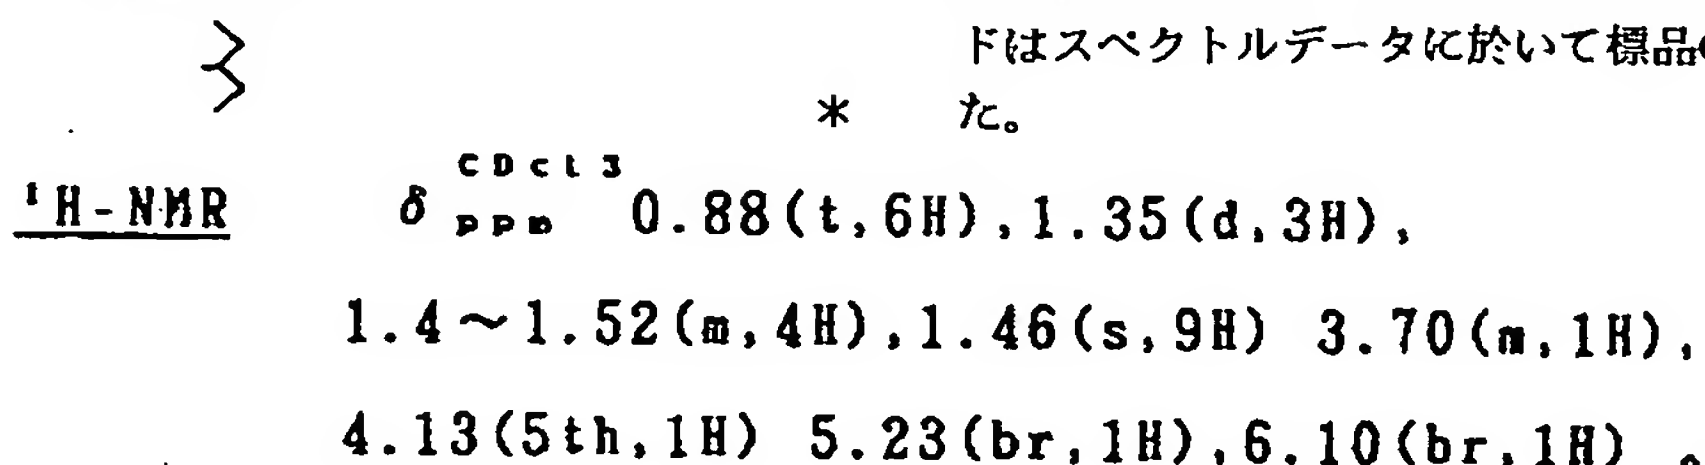 ドはスペクトルデータに於いて標品
* た。
¹H-NMR δ CDCl3 ppm 0.88(t,6H),1.35(d,3H),
1.4~1.52(m,4H),1.46(s,9H) 3.70(m,1H),
4.13(5th,1H) 5.23(br,1H),6.10(br,1H) 。